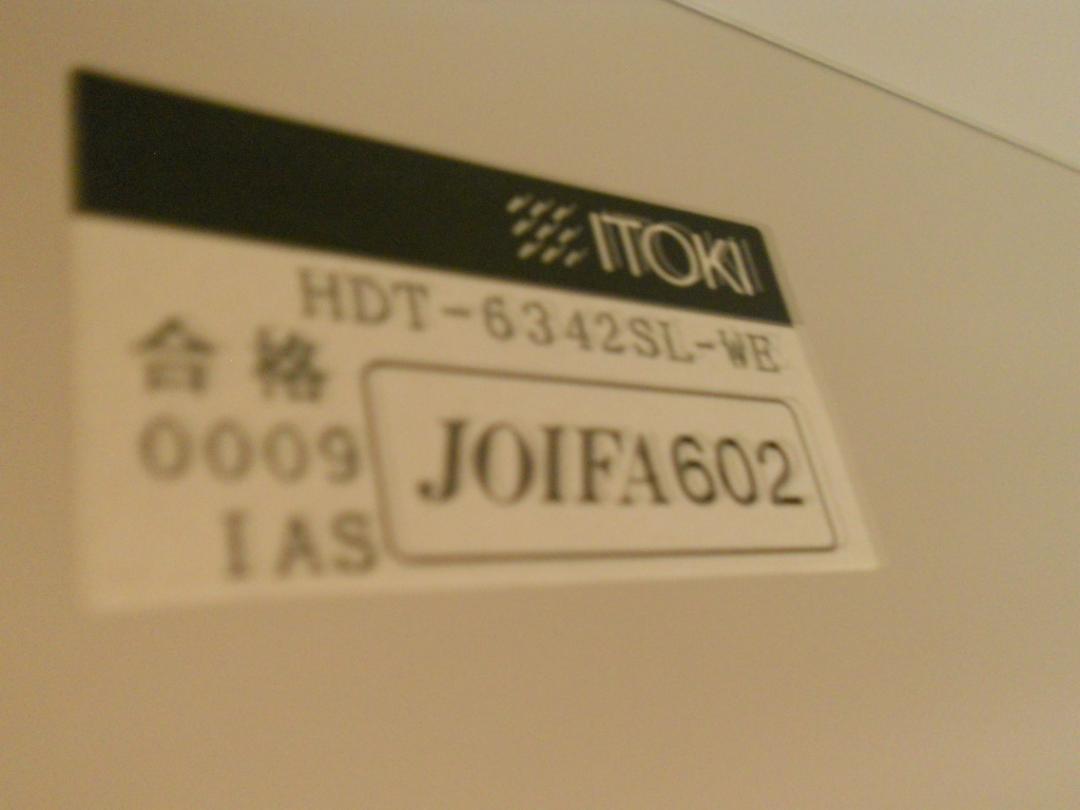 ITOKI
HDT-6342SL-WE
合格
0009
IAS
JOIFA602